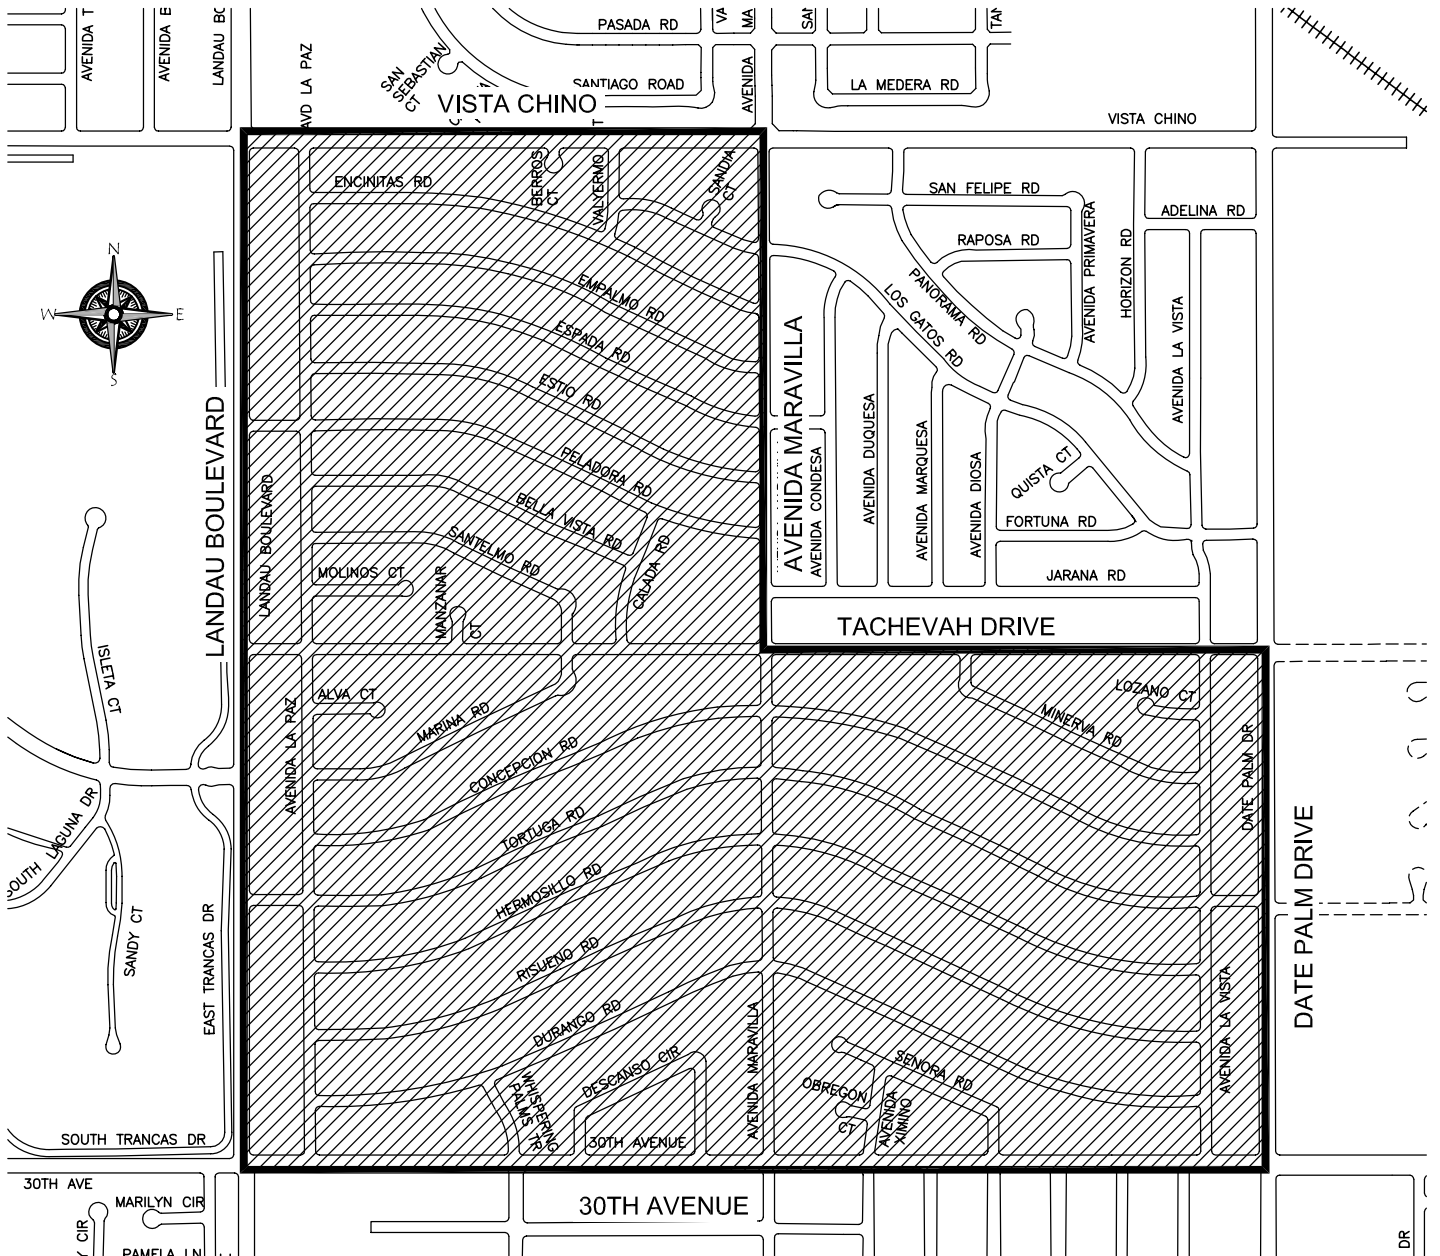 AVENIDA
AVENIDA
LANDAU
AVD LA PAZ
SAN
SEBASTIAN
CT
PASADA RD
SANTIAGO ROAD
AVENIDA
LA MEDERA RD
VISTA CHINO
VISTA CHINO
ENCINITAS RD
BERROS
CT
VALYERMO
SANDIA
CT
SAN FELIPE RD
ADELINA RD
RAPOSA RD
AVENIDA PRIMAVERA
HORIZON RD
N
W
E
S
EMPALMO RD
PANORAMA RD
LOS GATOS RD
ESPADA RD
AVENIDA LA VISTA
ESTIO RD
AVENIDA MARAVILLA
LANDAU BOULEVARD
PELADORA RD
AVENIDA CONDESA
AVENIDA DUQUESA
AVENIDA MARQUESA
AVENIDA DIOSA
QUISTA CT
BELLA VISTA RD
FORTUNA RD
LANDAU BOULEVARD
SANTELMO RD
CALADA RD
MOLINOS CT
JARANA RD
MANZANAR
CT
TACHEVAH DRIVE
ISLETA CT
ALVA CT
LOZANO CT
MARINA RD
MINERVA RD
AVENIDA LA PAZ
CONCEPCION RD
DATE PALM DR
TORTUGA RD
SOUTH LAGUNA DR
HERMOSILLO RD
DATE PALM DRIVE
SANDY CT
EAST TRANCAS DR
RISUENO RD
DURANGO RD
AVENIDA LA VISTA
AVENIDA MARAVILLA
DESCANSO CIR
SENORA RD
WHISPERING
PALMS TR
OBREGON
CT
AVENIDA
XIMINO
SOUTH TRANCAS DR
30TH AVENUE
30TH AVE
MARILYN CIR
30TH AVENUE
CIR
PAMELA LN
DR